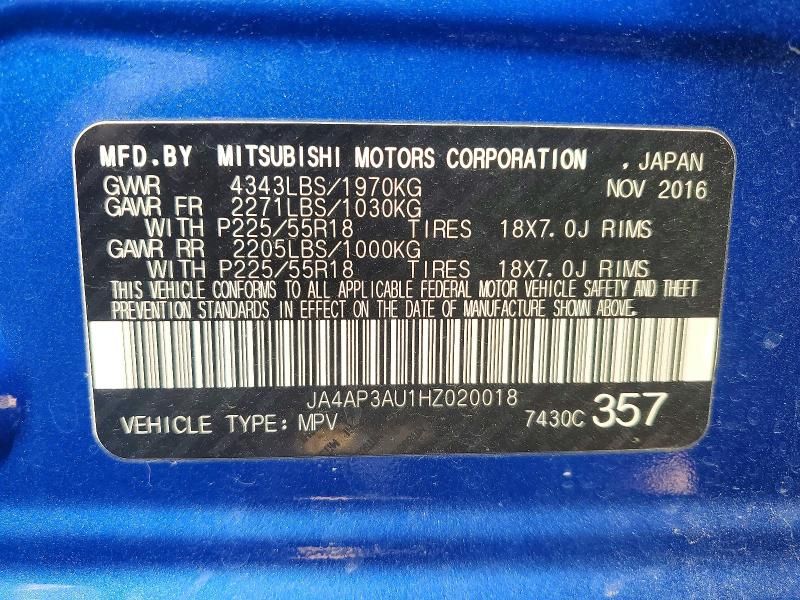 MFD.BY MITSUBISHI MOTORS CORPORATION , JAPAN
GVWR 4343LBS/1970KG NOV 2016
GAWR FR 2271LBS/1030KG
WITH P225/55R18 TIRES 18X7.0J RIMS
GAWR RR 2205LBS/1000KG
WITH P225/55R18 TIRES 18X7.0J RIMS
THIS VEHICLE CONFORMS TO ALL APPLICABLE FEDERAL MOTOR VEHICLE SAFETY AND THEFT
PREVENTION STANDARDS IN EFFECT ON THE DATE OF MANUFACTURE SHOWN ABOVE.
JA4AP3AU1HZ020018
VEHICLE TYPE: MPV 7430C 357